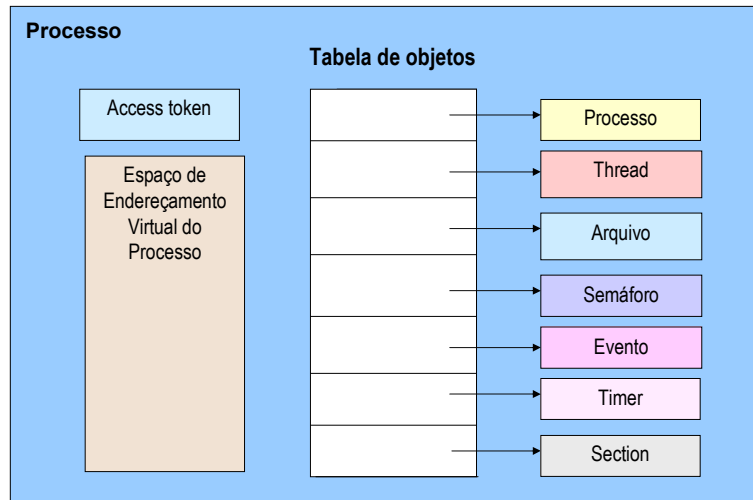 Processo
Tabela de objetos
Access token
Espaço de
Endereçamento
Virtual do
Processo
Processo
Thread
Arquivo
Semáforo
Evento
Timer
Section